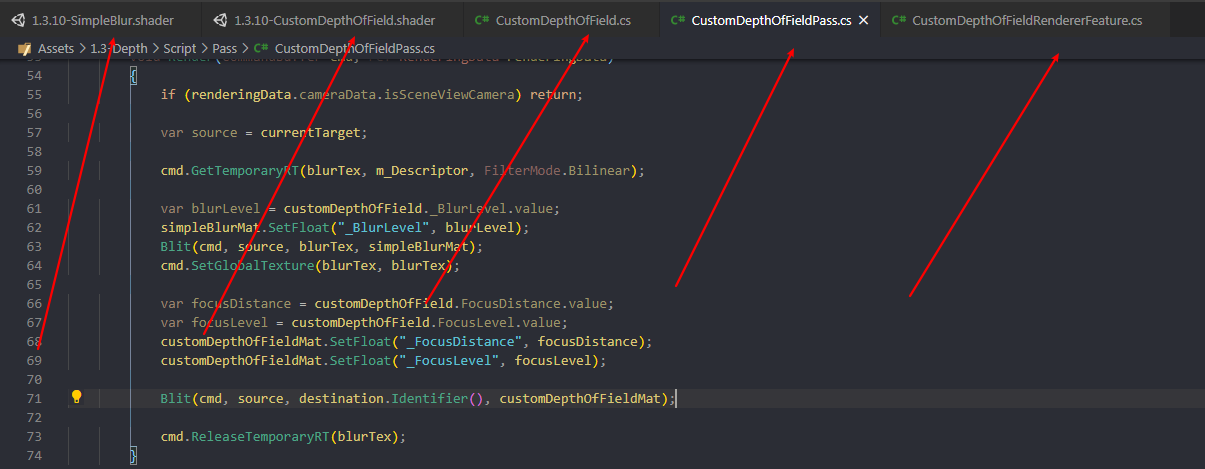 1.3.10-SimpleBlur.shader
1.3.10-CustomDepthOfField.shader
C# CustomDepthOfField.cs
C# CustomDepthOfFieldPass.cs ×
C# CustomDepthOfFieldRendererFeature.cs
Assets > 1.3-Depth > Script > Pass > C# CustomDepthOfFieldPass.cs
54 {
55 if (renderingData.cameraData.isSceneViewCamera) return;
56
57 var source = currentTarget;
58
59 cmd.GetTemporaryRT(blurTex, m_Descriptor, FilterMode.Bilinear);
60
61 var blurLevel = customDepthOfField._BlurLevel.value;
62 simpleBlurMat.SetFloat("_BlurLevel", blurLevel);
63 Blit(cmd, source, blurTex, simpleBlurMat);
64 cmd.SetGlobalTexture(blurTex, blurTex);
65
66 var focusDistance = customDepthOfField.FocusDistance.value;
67 var focusLevel = customDepthOfField.FocusLevel.value;
68 customDepthOfFieldMat.SetFloat("_FocusDistance", focusDistance);
69 customDepthOfFieldMat.SetFloat("_FocusLevel", focusLevel);
70
71 Blit(cmd, source, destination.Identifier(), customDepthOfFieldMat);
72
73 cmd.ReleaseTemporaryRT(blurTex);
74 }